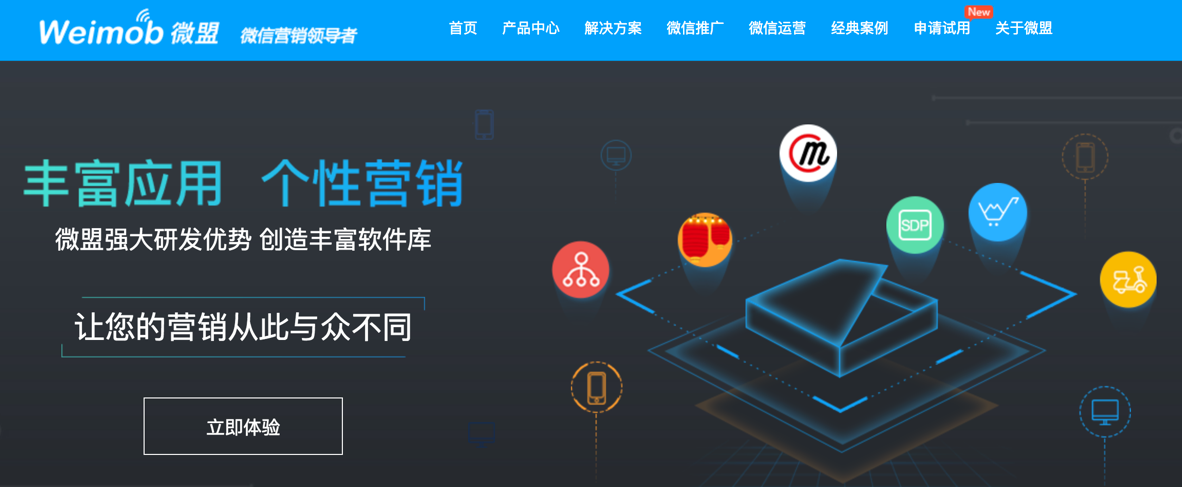 Weimob 微盟 微信营销领导者
首页 产品中心 解决方案 微信推广 微信运营 经典案例 申请试用 New 关于微盟
丰富应用 个性营销
微盟强大研发优势 创造丰富软件库
让您的营销从此与众不同
立即体验
m
SDP